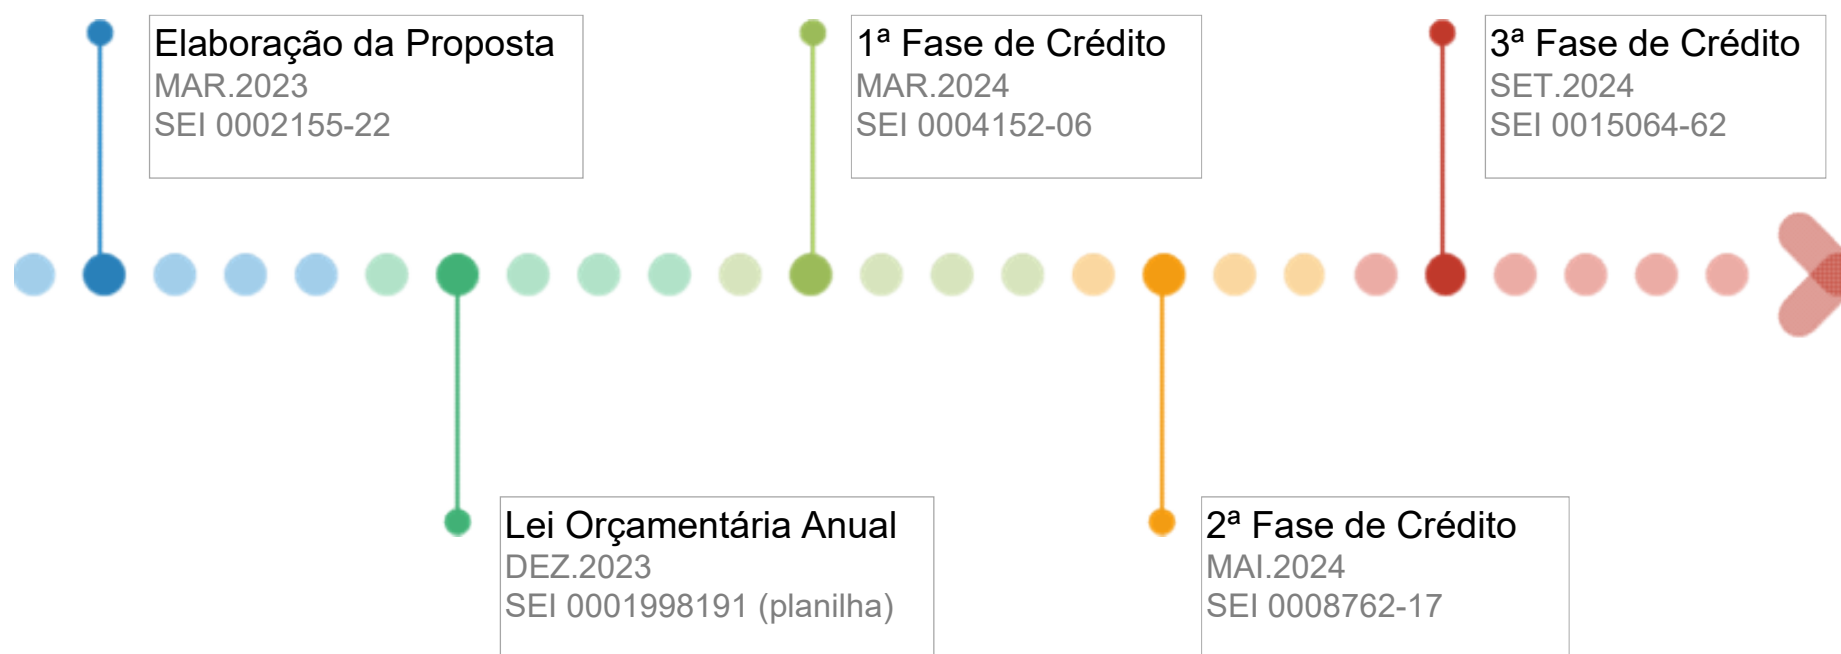 Elaboração da Proposta
MAR.2023
SEI 0002155-22
1ª Fase de Crédito
MAR.2024
SEI 0004152-06
3ª Fase de Crédito
SET.2024
SEI 0015064-62
Lei Orçamentária Anual
DEZ.2023
SEI 0001998191 (planilha)
2ª Fase de Crédito
MAI.2024
SEI 0008762-17